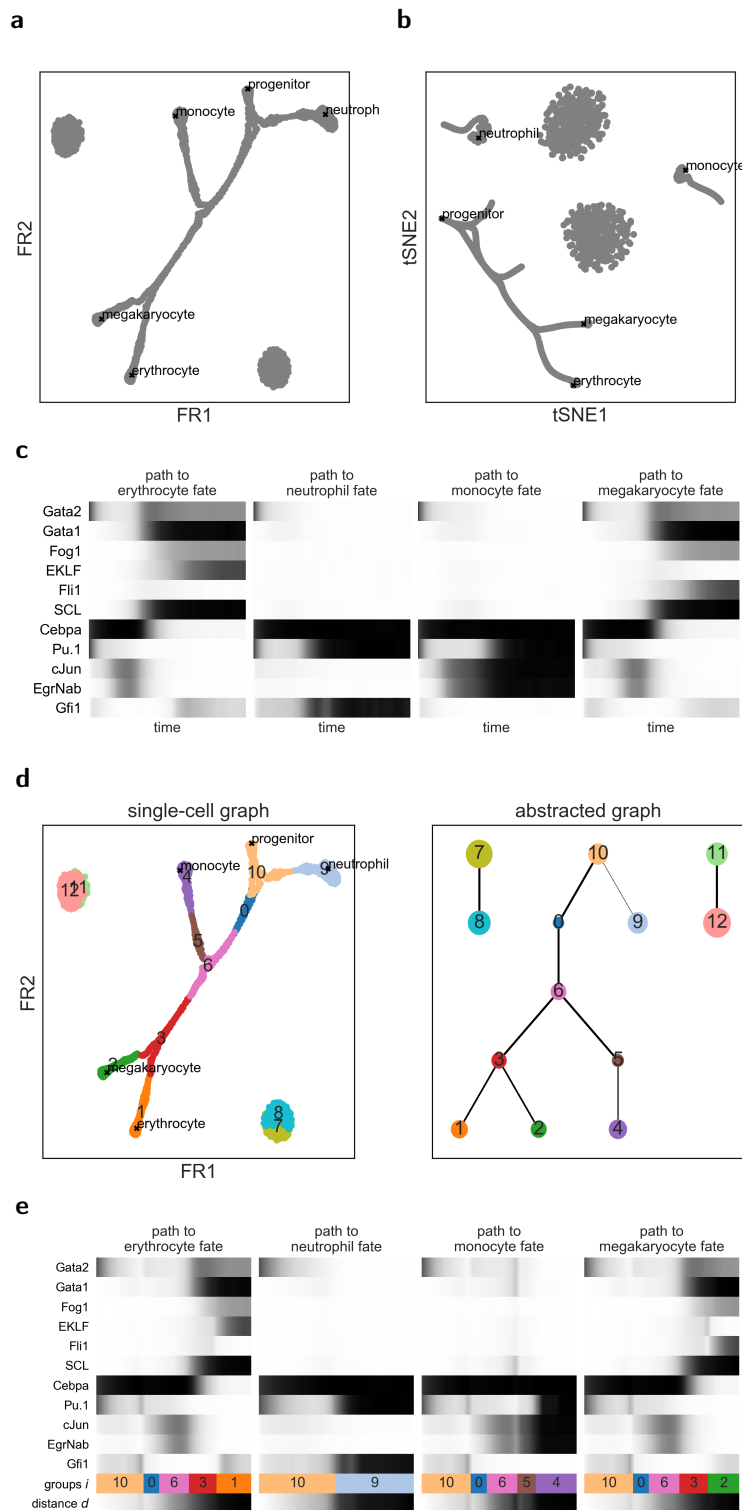 a
b
progenitor
monocyte
neutroph
megakaryocyte
erythrocyte
FR2
FR1
neutrophil
monocyte
progenitor
megakaryocyte
erythrocyte
tSNE2
tSNE1
c
path to erythrocyte fate
path to neutrophil fate
path to monocyte fate
path to megakaryocyte fate
Gata2
Gata1
Fog1
EKLF
Fli1
SCL
Cebpa
Pu.1
cJun
EgrNab
Gfi1
time time time time
d
single-cell graph
abstracted graph
progenitor
monocyte
neutrophil
12 11
4
10
9
0
5
6
3
2
megakaryocyte
1
erythrocyte
8
7
FR2
FR1
7 10 11
8 0 9 12
6
3 5
1 2 4
e
path to erythrocyte fate
path to neutrophil fate
path to monocyte fate
path to megakaryocyte fate
Gata2
Gata1
Fog1
EKLF
Fli1
SCL
Cebpa
Pu.1
cJun
EgrNab
Gfi1
groups i 10 0 6 3 1 10 9 10 0 6 5 4 10 0 6 3 2
distance d